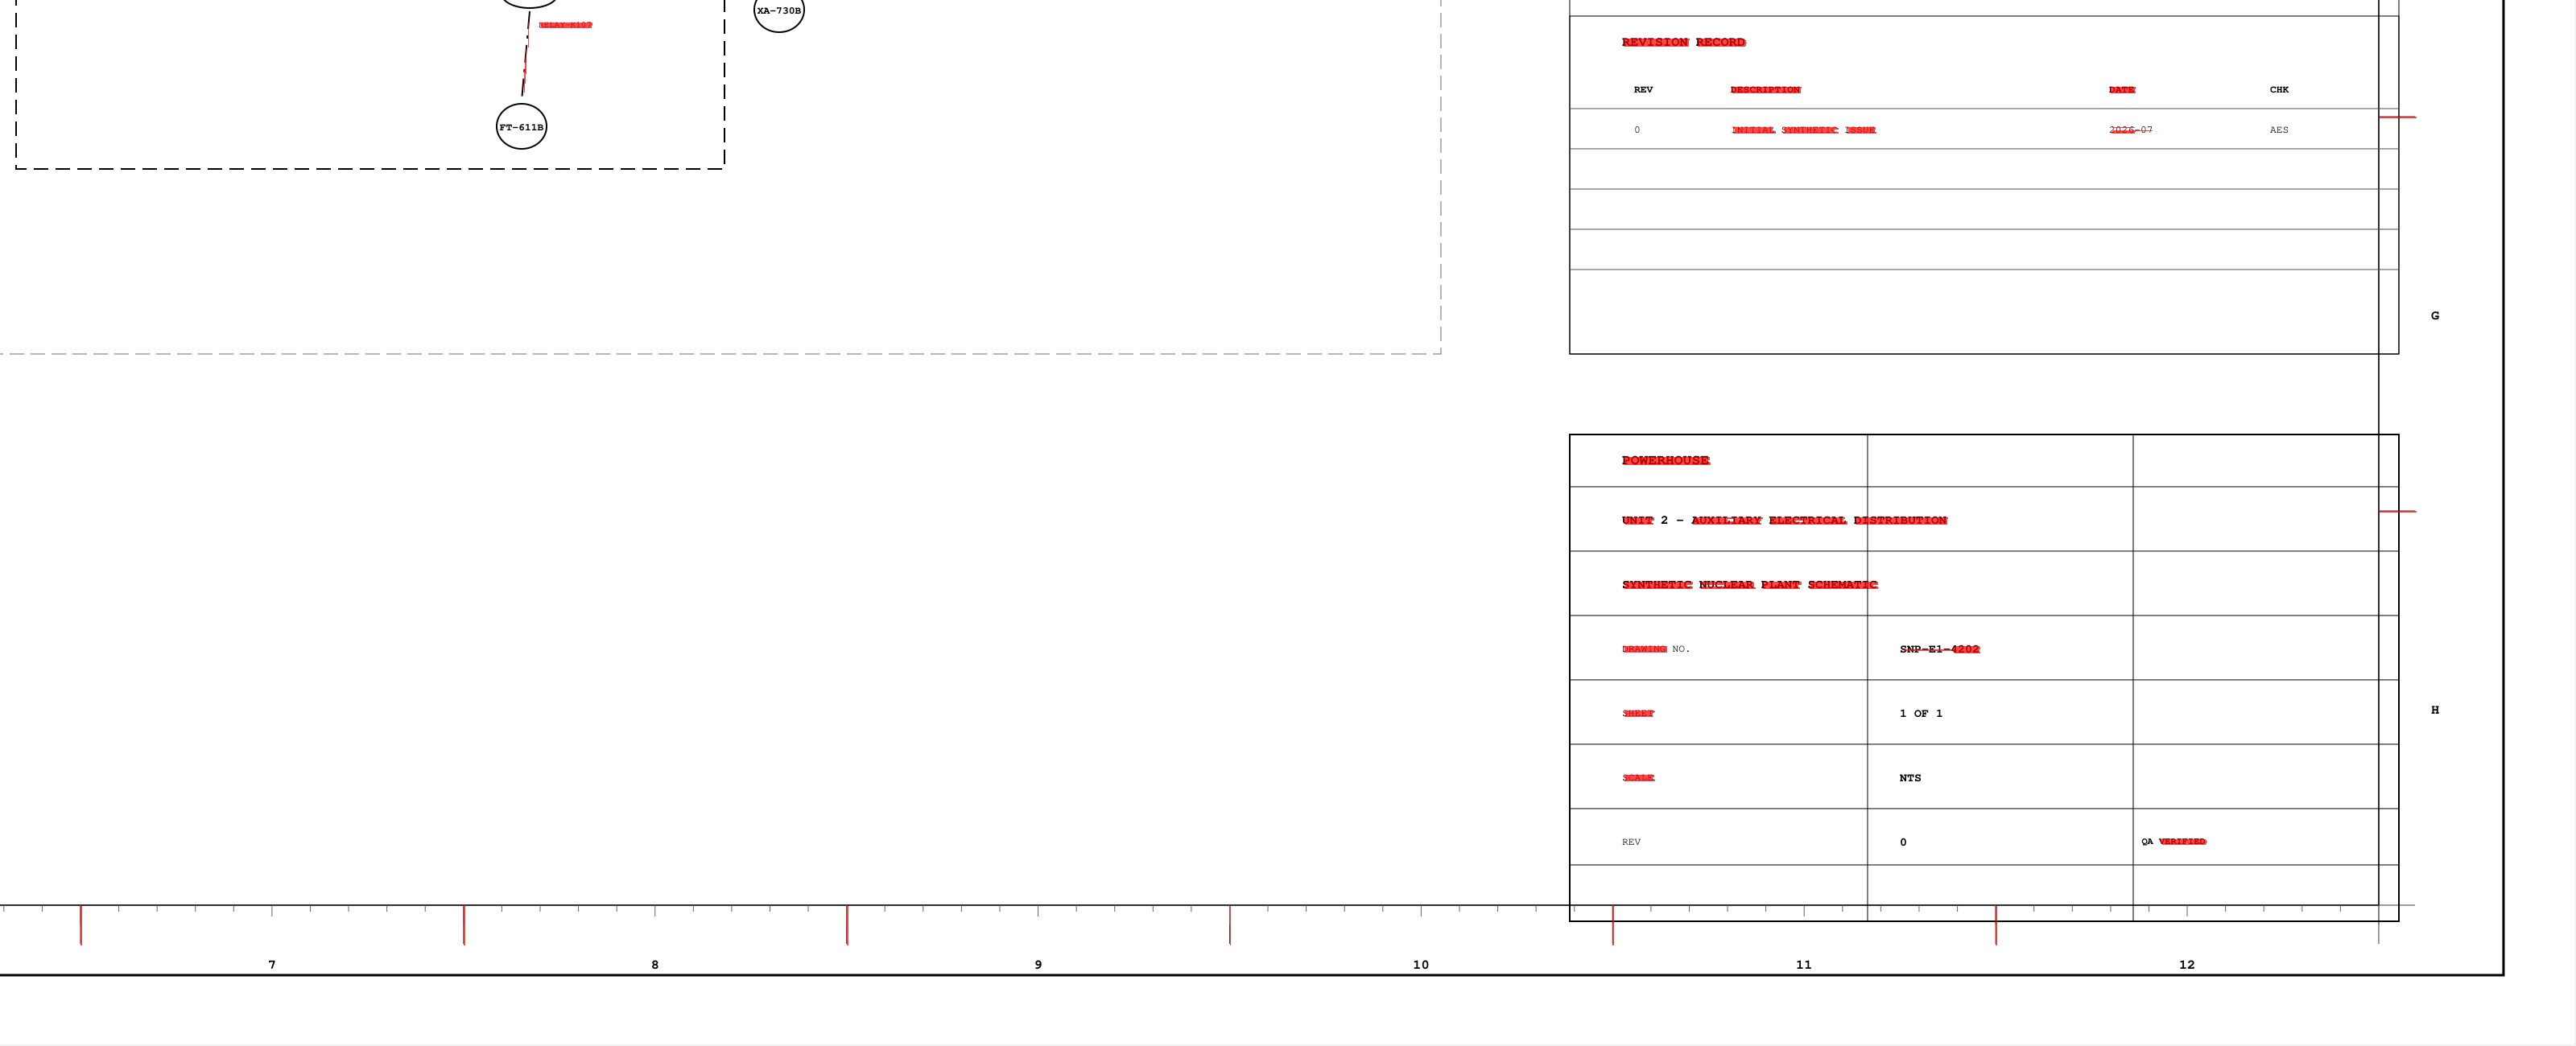 XA-730B
RELAY-K107
FT-611B
REVISION RECORD
REV DESCRIPTION DATE CHK
0 INITIAL SYNTHETIC ISSUE 2026-07 AES
G
POWERHOUSE
UNIT 2 - AUXILIARY ELECTRICAL DISTRIBUTION
SYNTHETIC NUCLEAR PLANT SCHEMATIC
DRAWING NO. SNP-E1-4202
SHEET 1 OF 1
H
SCALE NTS
REV 0 QA VERIFIED
7 8 9 10 11 12